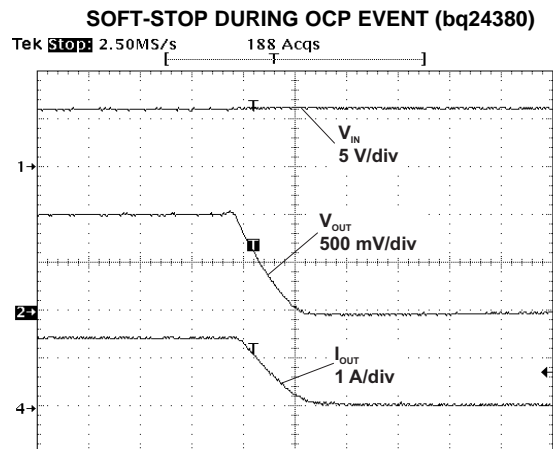 SOFT-STOP DURING OCP EVENT (bq24380)
Tek Stop: 2.50MS/s 188 Acqs
T
T
1
V_IN
5 V/div
V_OUT
500 mV/div
T
2
T
I_OUT
1 A/div
4